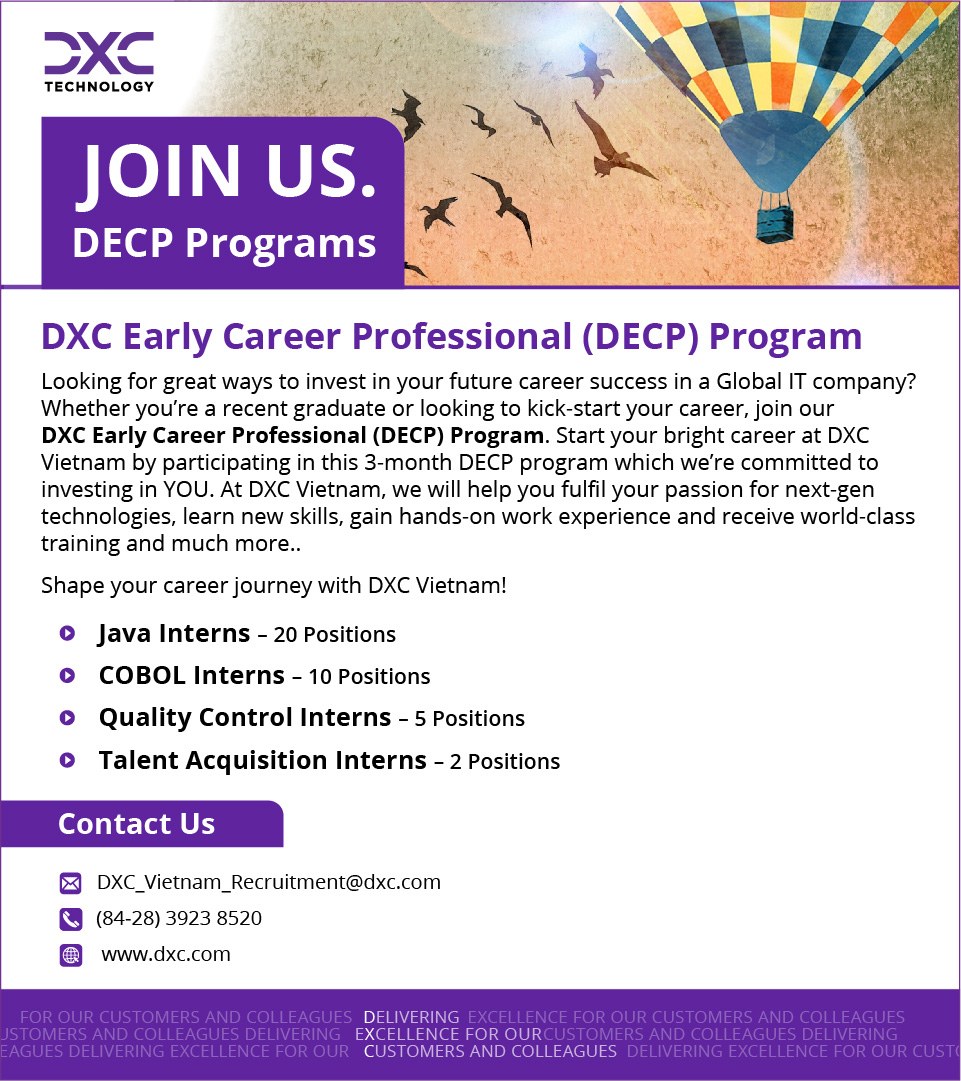 DXC
TECHNOLOGY
JOIN US.
DECP Programs
DXC Early Career Professional (DECP) Program
Looking for great ways to invest in your future career success in a Global IT company?
Whether you’re a recent graduate or looking to kick-start your career, join our
DXC Early Career Professional (DECP) Program. Start your bright career at DXC
Vietnam by participating in this 3-month DECP program which we’re committed to
investing in YOU. At DXC Vietnam, we will help you fulfil your passion for next-gen
technologies, learn new skills, gain hands-on work experience and receive world-class
training and much more..
Shape your career journey with DXC Vietnam!
Java Interns – 20 Positions
COBOL Interns – 10 Positions
Quality Control Interns – 5 Positions
Talent Acquisition Interns – 2 Positions
Contact Us
DXC_Vietnam_Recruitment@dxc.com
(84-28) 3923 8520
www.dxc.com
FOR OUR CUSTOMERS AND COLLEAGUES DELIVERING EXCELLENCE FOR OUR CUSTOMERS AND COLLEAGUES
USTOMERS AND COLLEAGUES DELIVERING EXCELLENCE FOR OUR CUSTOMERS AND COLLEAGUES DELIVERING
EAGUES DELIVERING EXCELLENCE FOR OUR CUSTOMERS AND COLLEAGUES DELIVERING EXCELLENCE FOR OUR CUSTO